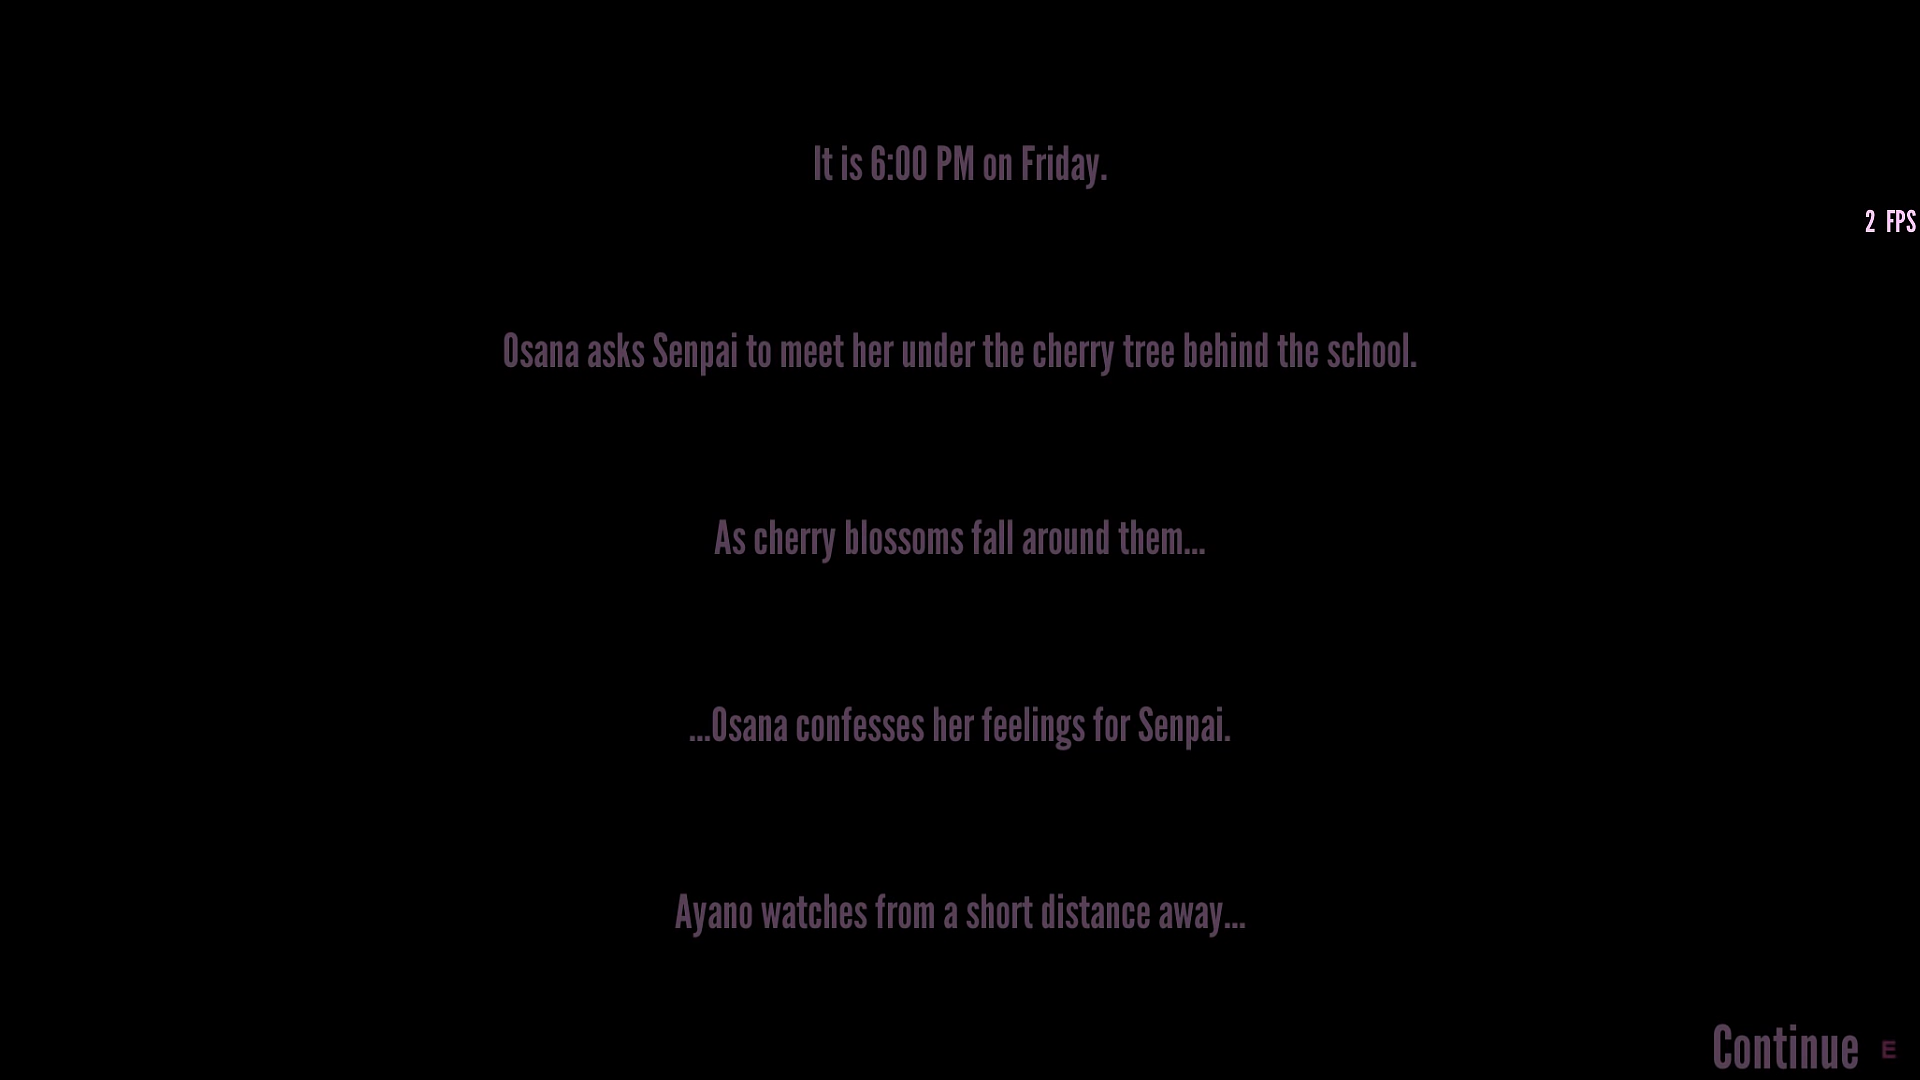 It is 6:00 PM on Friday.
2 FPS
Osana asks Senpai to meet her under the cherry tree behind the school.
As cherry blossoms fall around them...
...Osana confesses her feelings for Senpai.
Ayano watches from a short distance away...
Continue E